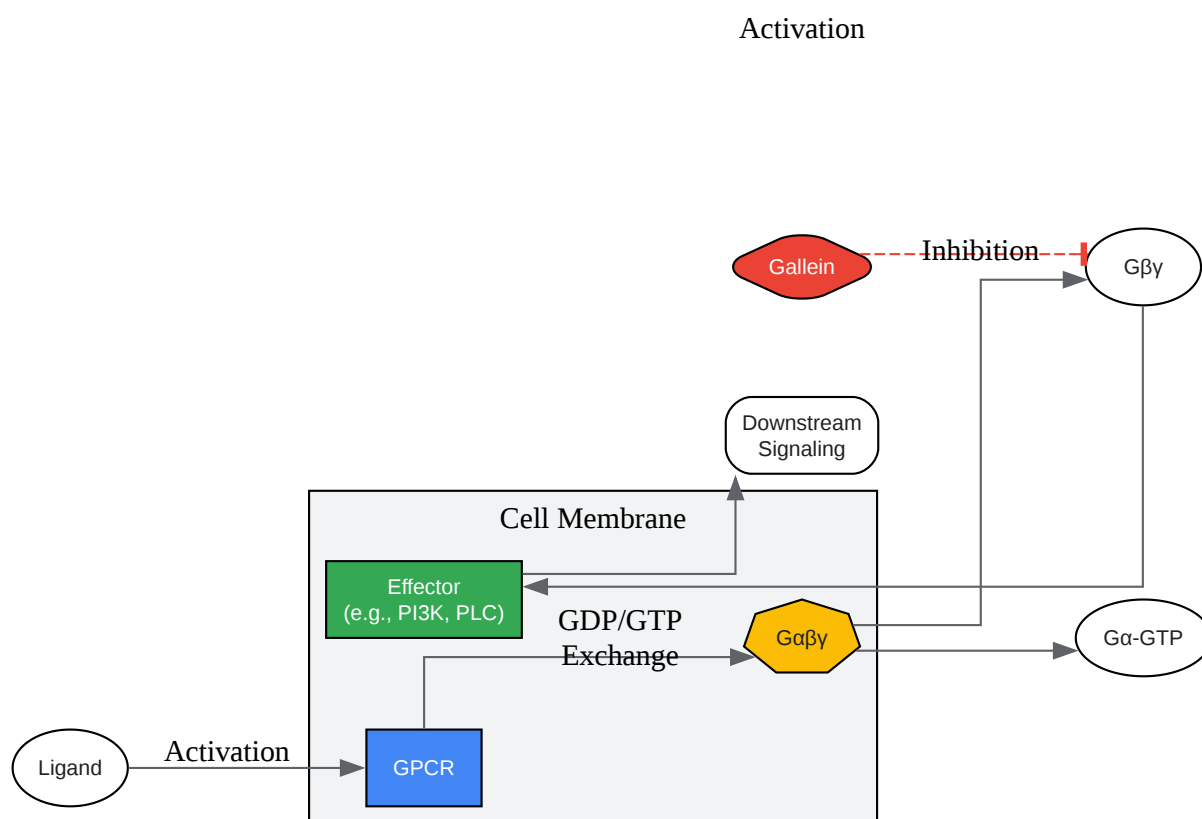 Activation
Gallein
Inhibition
Gβγ
Downstream
Signaling
Cell Membrane
Effector
(e.g., PI3K, PLC)
GDP/GTP
Exchange
Gαβγ
Gα-GTP
Ligand
Activation
GPCR